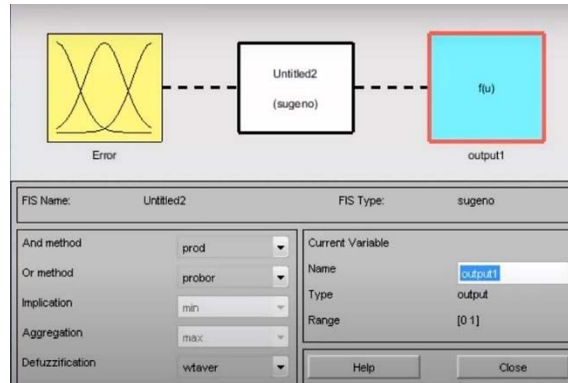 Untitled2
(sugeno)
f(u)
Error
output1
FIS Name: Untitled2 FIS Type: sugeno
And method prod
Or method probor
Implication min
Aggregation max
Defuzzification wtaver
Current Variable
Name output1
Type output
Range [0 1]
Help Close